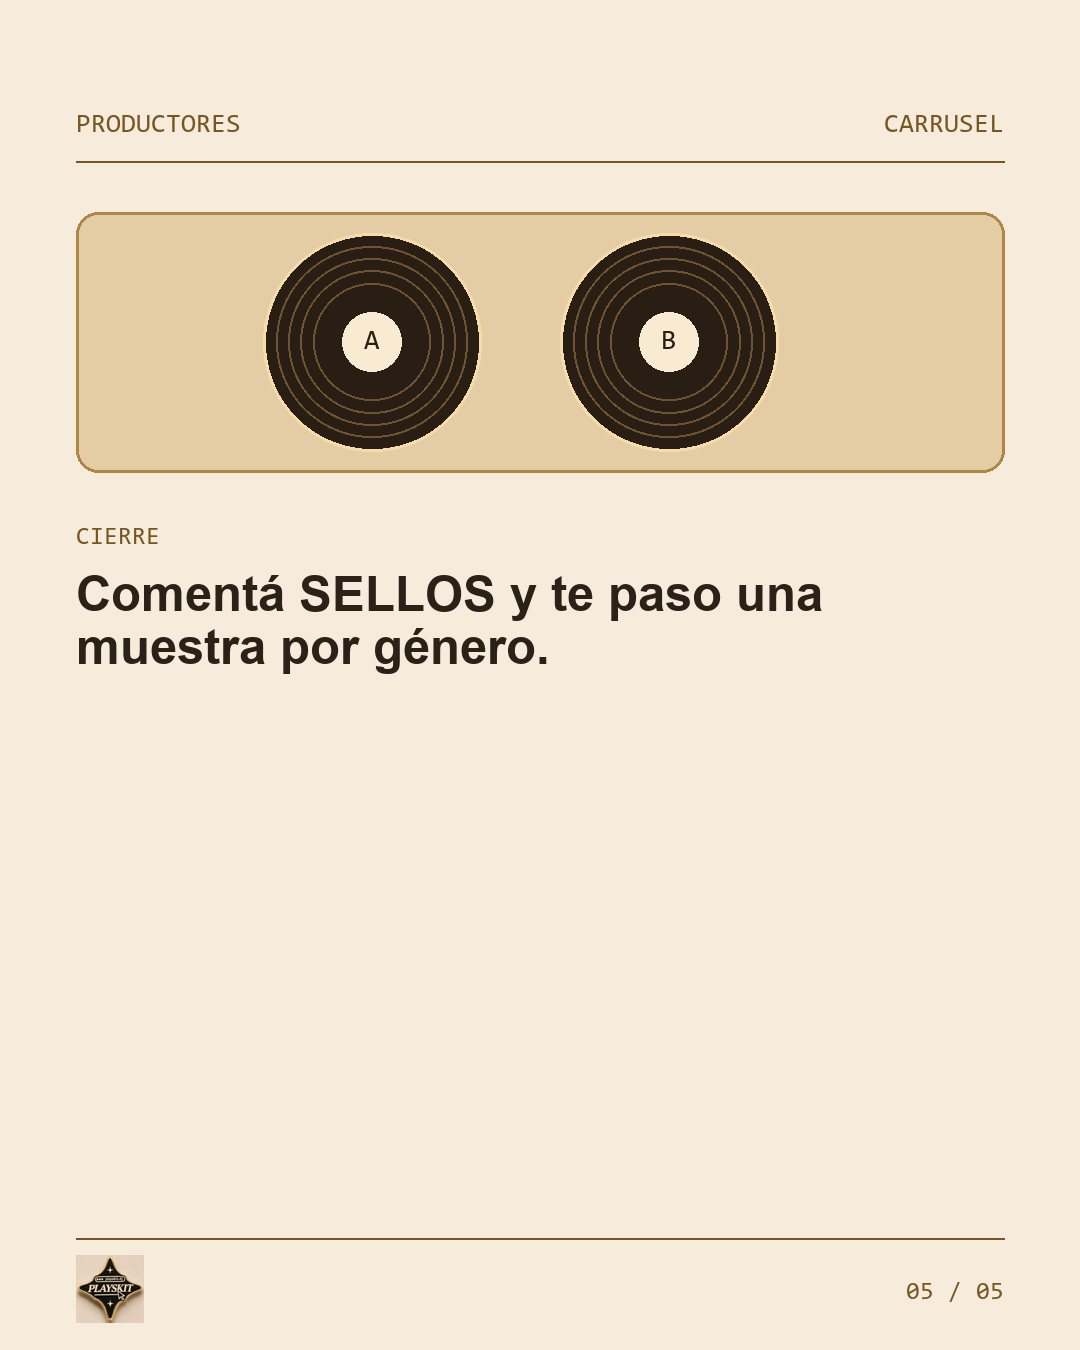 PRODUCTORES
CARRUSEL
A
B
CIERRE
Comentá SELLOS y te paso una
muestra por género.
PLAYSKIT
05 / 05